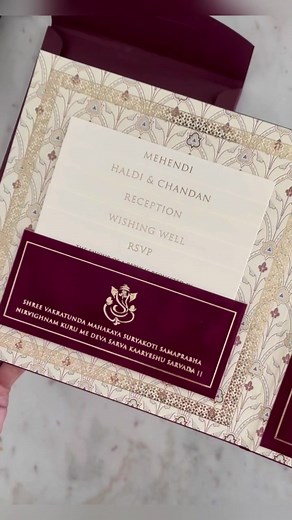 MEHENDI
HALDI & CHANDAN
RECEPTION
WISHING WELL
RSVP
SHREE VAKRATUNDA MAHAKAYA SURYAKOTI SAMAPRABHA
NIRVIGHNAM KURU ME DEVA SARVA KAARYESHU SARVADA ||